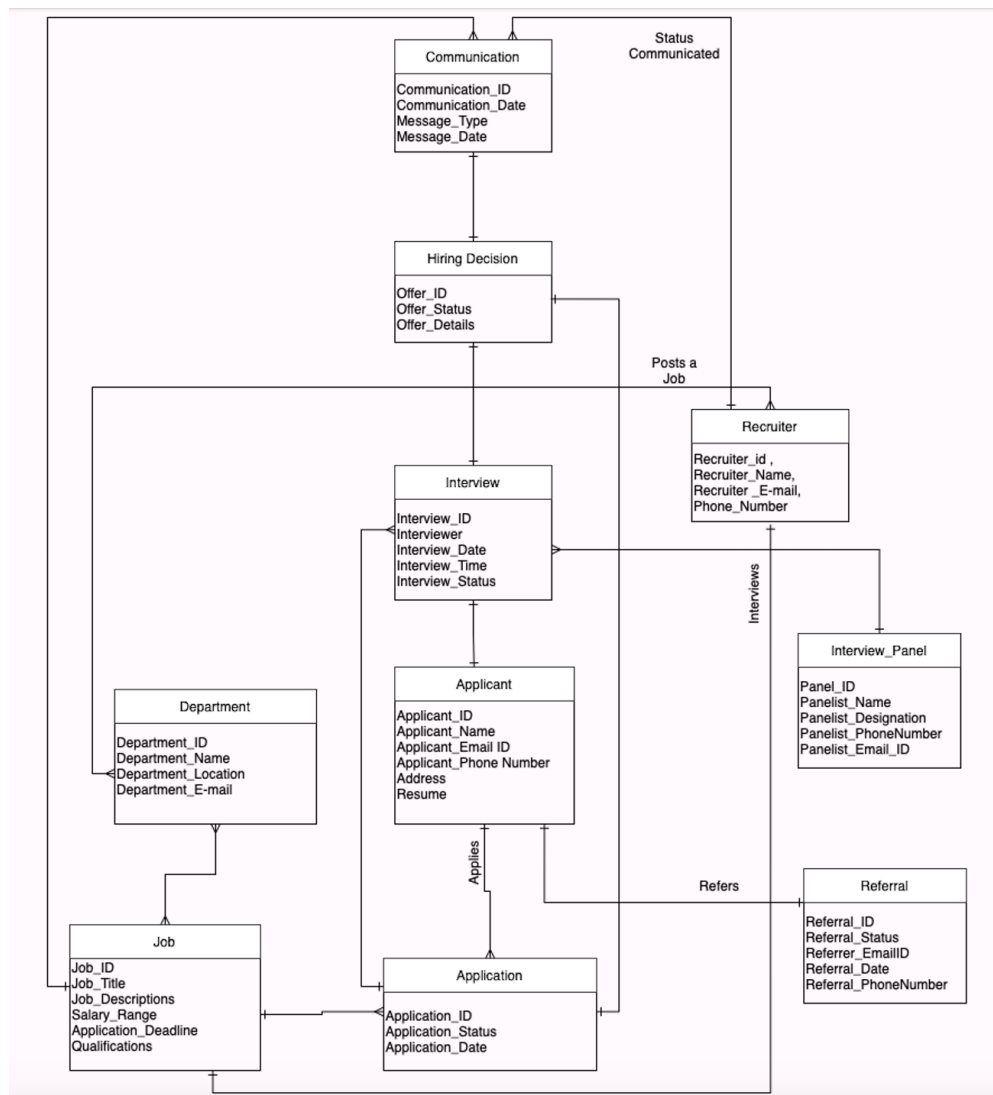 Status
Communicated
Communication
Communication_ID
Communication_Date
Message_Type
Message_Date
Hiring Decision
Offer_ID
Offer_Status
Offer_Details
Posts a
Job
Recruiter
Recruiter_id ,
Recruiter_Name,
Recruiter _E-mail,
Phone_Number
Interview
Interview_ID
Interviewer
Interview_Date
Interview_Time
Interview_Status
Interviews
Interview_Panel
Panel_ID
Panelist_Name
Panelist_Designation
Panelist_PhoneNumber
Panelist_Email_ID
Applicant
Applicant_ID
Applicant_Name
Applicant_Email ID
Applicant_Phone Number
Address
Resume
Department
Department_ID
Department_Name
Department_Location
Department_E-mail
Applies
Refers
Referral
Referral_ID
Referral_Status
Referrer_EmailID
Referral_Date
Referral_PhoneNumber
Job
Job_ID
Job_Title
Job_Descriptions
Salary_Range
Application_Deadline
Qualifications
Application
Application_ID
Application_Status
Application_Date